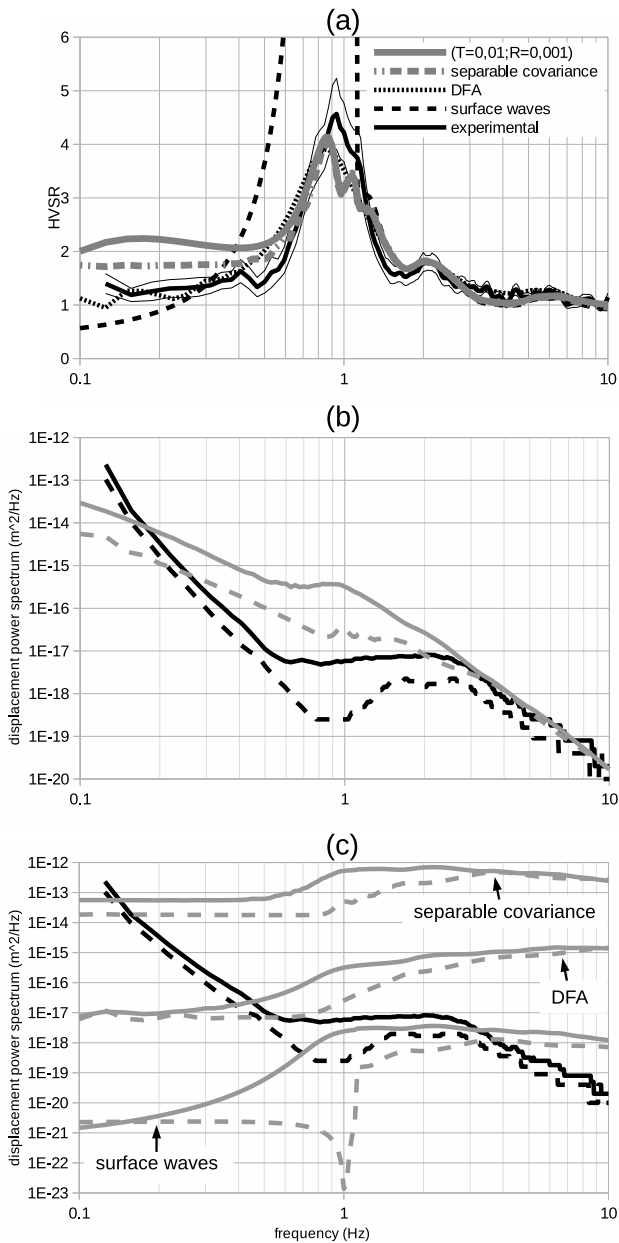 (a)
6
5
4
3
2
1
0
HVSR
(T=0,01;R=0,001)
separable covariance
DFA
surface waves
experimental
0.1
1
10
(b)
1E-12
1E-13
1E-14
1E-15
1E-16
1E-17
1E-18
1E-19
1E-20
displacement power spectrum (m^2/Hz)
0.1
1
10
(c)
1E-12
1E-13
1E-14
1E-15
1E-16
1E-17
1E-18
1E-19
1E-20
1E-21
1E-22
1E-23
displacement power spectrum (m^2/Hz)
separable covariance
DFA
surface waves
0.1
1
10
frequency (Hz)